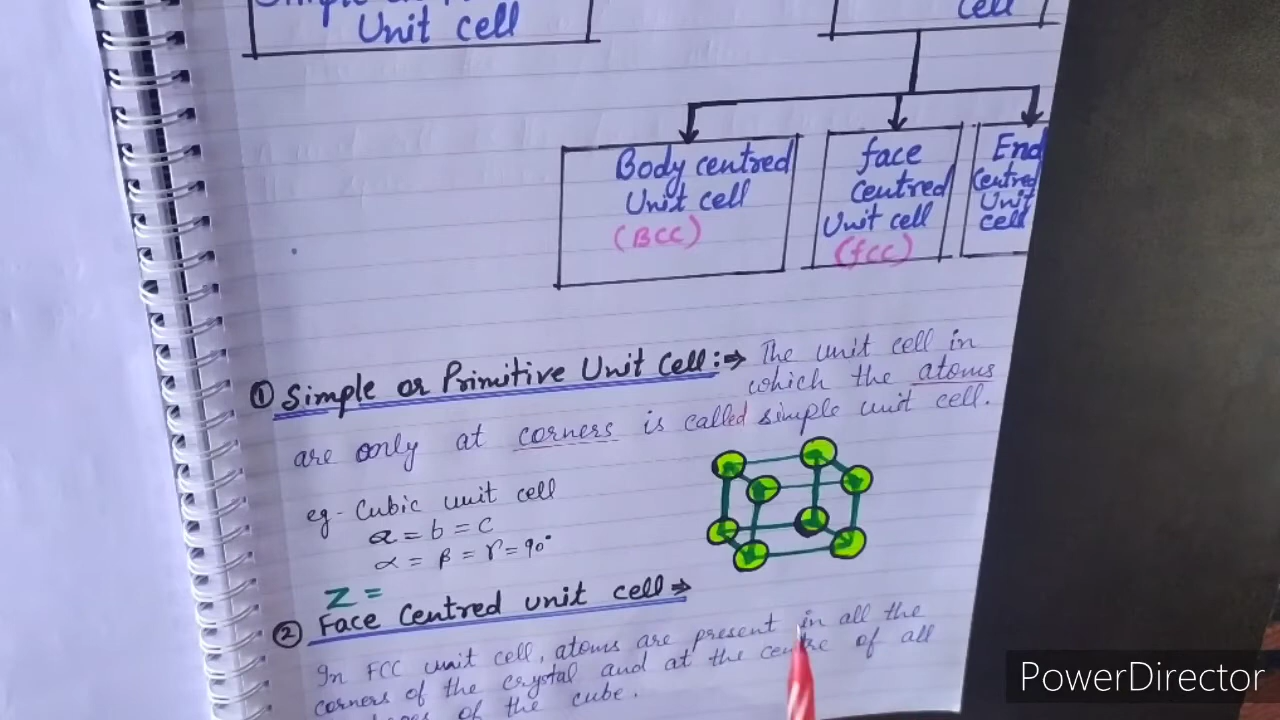 Unit cell
cell
Body centred
Unit cell
(BCC)
face
centred
Unit cell
(fcc)
End
centred
Unit
cell
① Simple or Primitive Unit Cell:⇒ The unit cell in
which the atoms
are only at corners is called simple unit cell.
eg- Cubic unit cell
a = b = c
α = β = γ = 90°
Z =
② Face Centred unit cell⇒
In FCC unit cell, atoms are present in all the
corners of the crystal and at the centre of all
of the cube.
PowerDirector